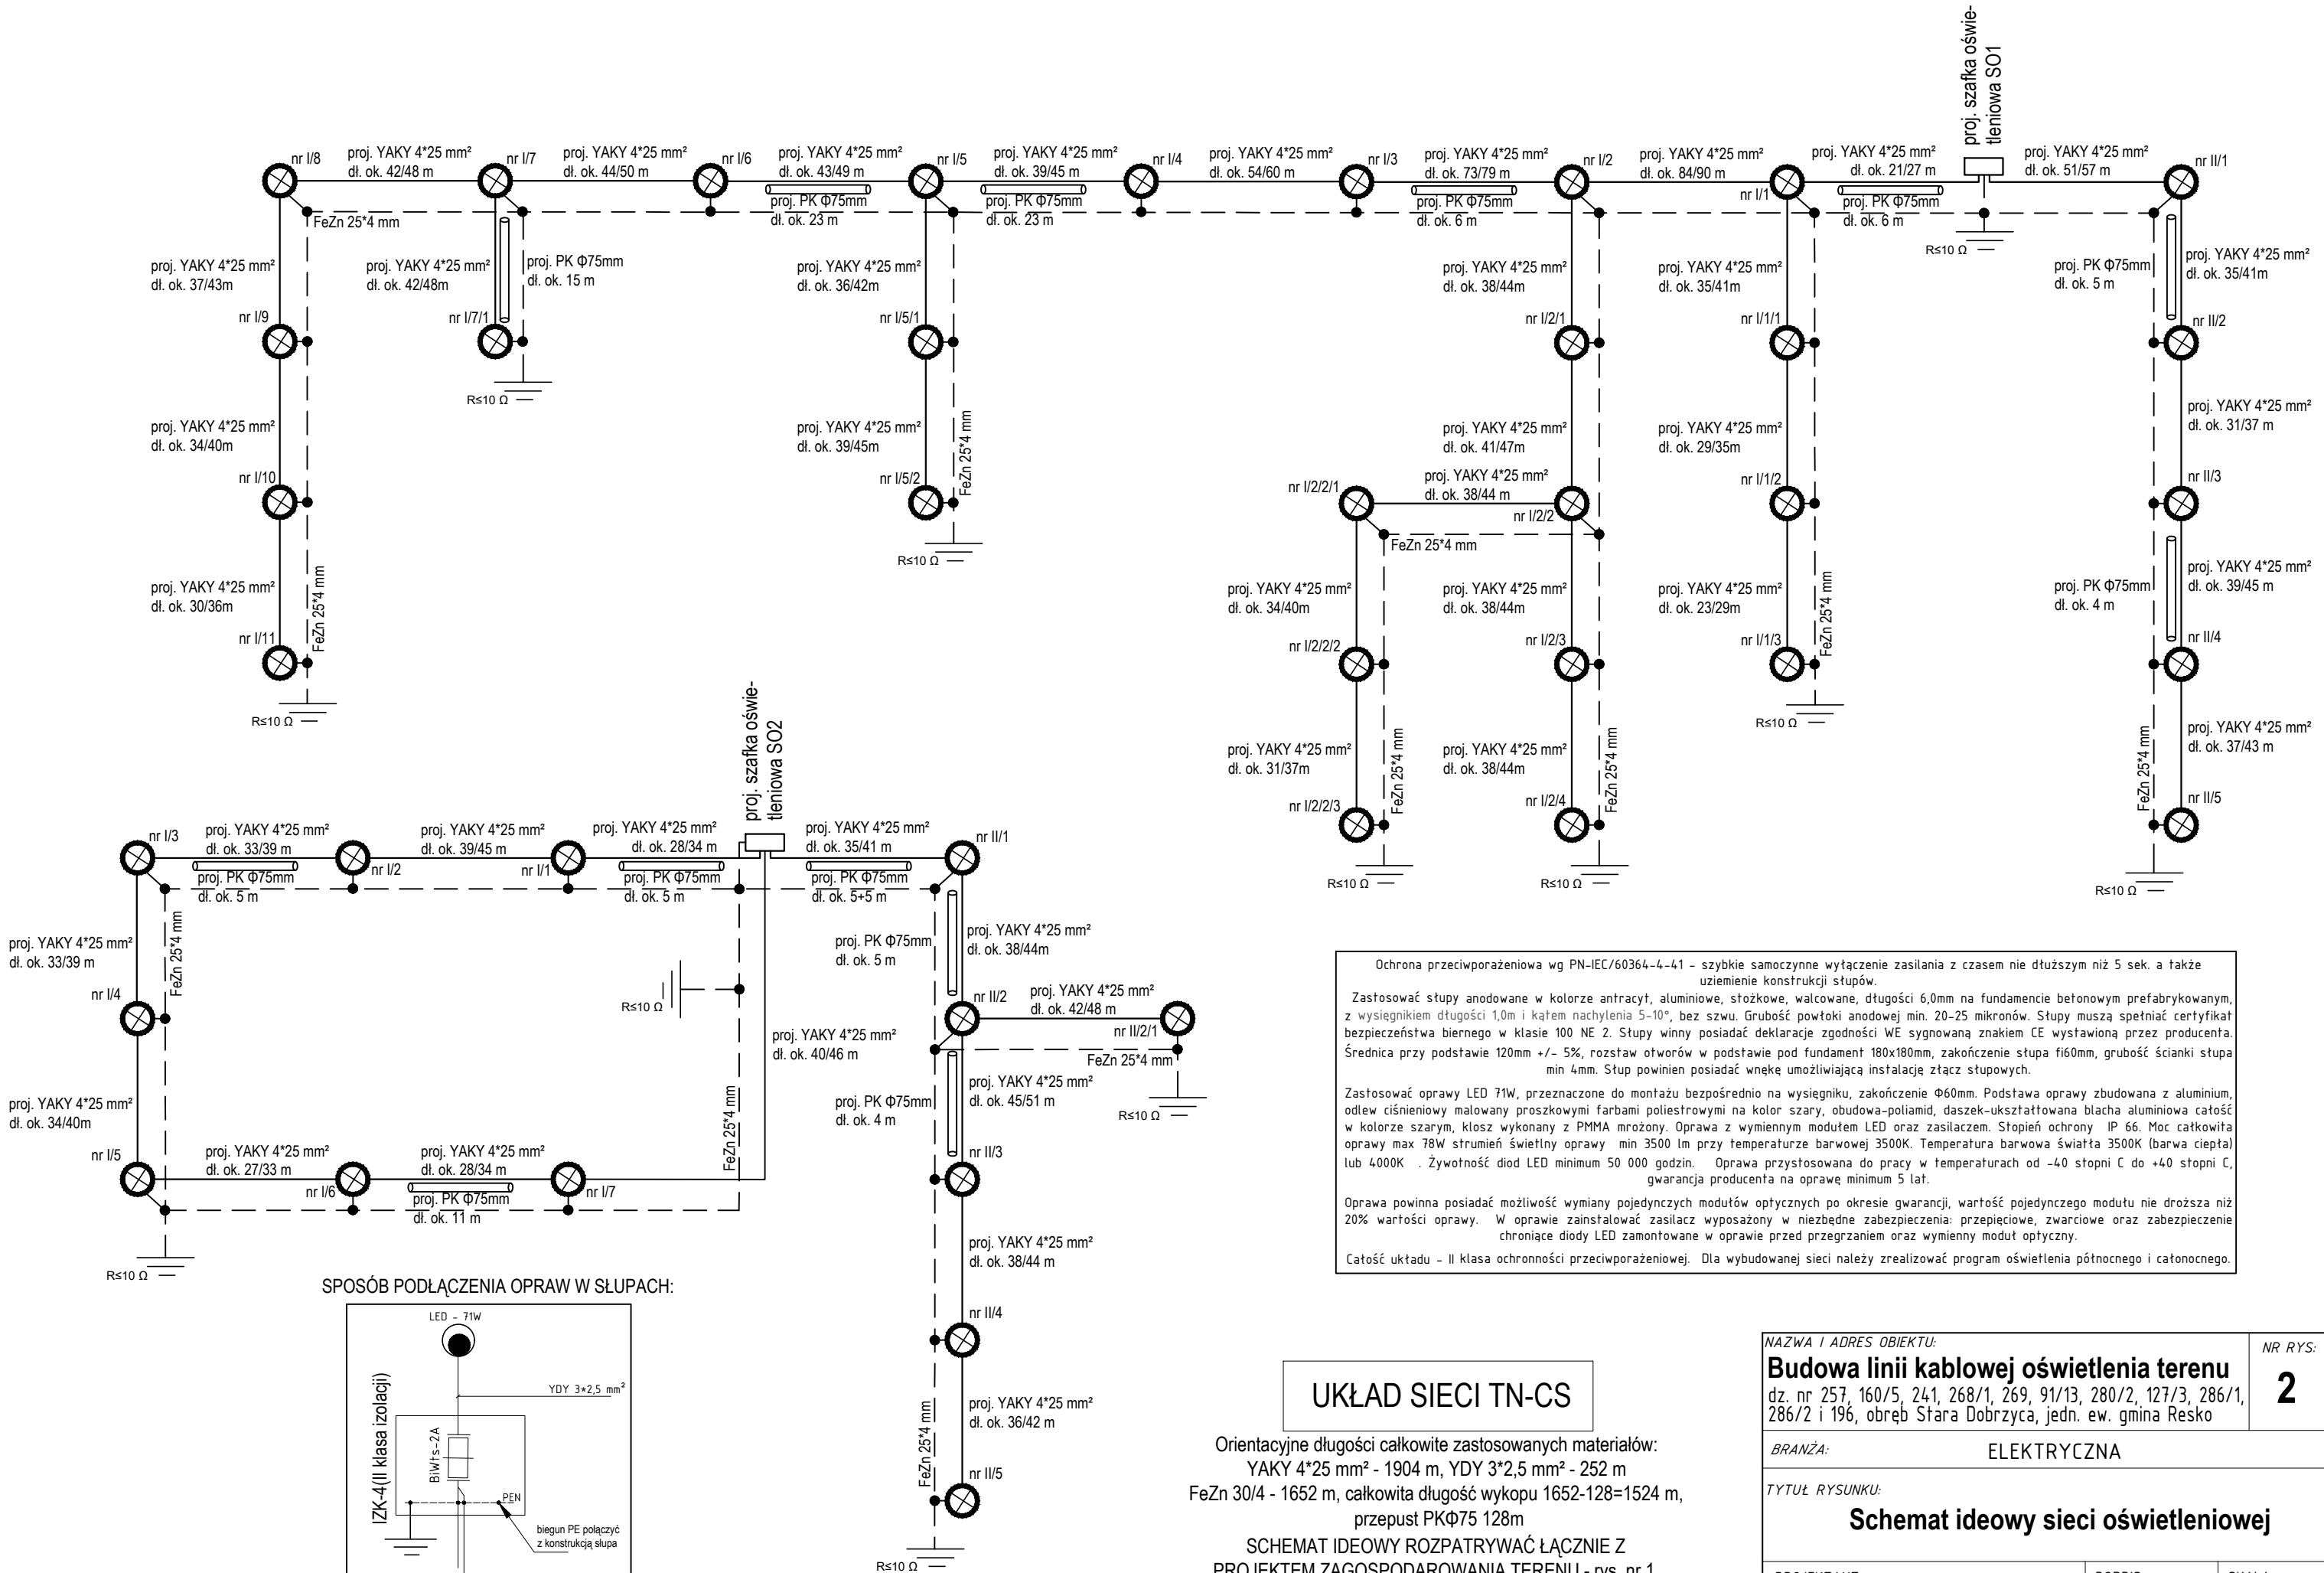 proj. szafka oświe-
tleniowa SO1
nr I/8
proj. YAKY 4*25 mm²
dł. ok. 42/48 m
nr I/7
proj. YAKY 4*25 mm²
dł. ok. 44/50 m
nr I/6
proj. YAKY 4*25 mm²
dł. ok. 43/49 m
proj. PK Φ75mm
dł. ok. 23 m
nr I/5
proj. YAKY 4*25 mm²
dł. ok. 39/45 m
proj. PK Φ75mm
dł. ok. 23 m
nr I/4
proj. YAKY 4*25 mm²
dł. ok. 54/60 m
nr I/3
proj. YAKY 4*25 mm²
dł. ok. 73/79 m
proj. PK Φ75mm
dł. ok. 6 m
nr I/2
proj. YAKY 4*25 mm²
dł. ok. 84/90 m
nr I/1
proj. YAKY 4*25 mm²
dł. ok. 21/27 m
proj. PK Φ75mm
dł. ok. 6 m
R≤10 Ω
proj. YAKY 4*25 mm²
dł. ok. 51/57 m
nr II/1
FeZn 25*4 mm
proj. YAKY 4*25 mm²
dł. ok. 37/43m
nr I/9
proj. YAKY 4*25 mm²
dł. ok. 34/40m
nr I/10
proj. YAKY 4*25 mm²
dł. ok. 30/36m
nr I/11
FeZn 25*4 mm
R≤10 Ω
proj. YAKY 4*25 mm²
dł. ok. 42/48m
proj. PK Φ75mm
dł. ok. 15 m
nr I/7/1
R≤10 Ω
proj. YAKY 4*25 mm²
dł. ok. 36/42m
nr I/5/1
proj. YAKY 4*25 mm²
dł. ok. 39/45m
nr I/5/2
FeZn 25*4 mm
R≤10 Ω
proj. YAKY 4*25 mm²
dł. ok. 38/44m
nr I/2/1
proj. YAKY 4*25 mm²
dł. ok. 41/47m
proj. YAKY 4*25 mm²
dł. ok. 38/44 m
nr I/2/2/1
nr I/2/2
FeZn 25*4 mm
proj. YAKY 4*25 mm²
dł. ok. 34/40m
nr I/2/2/2
proj. YAKY 4*25 mm²
dł. ok. 31/37m
nr I/2/2/3
FeZn 25*4 mm
R≤10 Ω
proj. YAKY 4*25 mm²
dł. ok. 38/44m
nr I/2/3
proj. YAKY 4*25 mm²
dł. ok. 38/44m
nr I/2/4
FeZn 25*4 mm
R≤10 Ω
proj. YAKY 4*25 mm²
dł. ok. 35/41m
nr I/1/1
proj. YAKY 4*25 mm²
dł. ok. 29/35m
nr I/1/2
proj. YAKY 4*25 mm²
dł. ok. 23/29m
nr I/1/3
FeZn 25*4 mm
R≤10 Ω
proj. PK Φ75mm
dł. ok. 5 m
proj. YAKY 4*25 mm²
dł. ok. 35/41m
nr II/2
proj. YAKY 4*25 mm²
dł. ok. 31/37 m
nr II/3
proj. PK Φ75mm
dł. ok. 4 m
proj. YAKY 4*25 mm²
dł. ok. 39/45 m
nr II/4
proj. YAKY 4*25 mm²
dł. ok. 37/43 m
FeZn 25*4 mm
nr II/5
R≤10 Ω
proj. szafka oświe-
tleniowa SO2
nr I/3
proj. YAKY 4*25 mm²
dł. ok. 33/39 m
proj. PK Φ75mm
dł. ok. 5 m
nr I/2
proj. YAKY 4*25 mm²
dł. ok. 39/45 m
nr I/1
proj. YAKY 4*25 mm²
dł. ok. 28/34 m
proj. PK Φ75mm
dł. ok. 5 m
proj. YAKY 4*25 mm²
dł. ok. 35/41 m
proj. PK Φ75mm
dł. ok. 5+5 m
nr II/1
proj. YAKY 4*25 mm²
dł. ok. 33/39 m
FeZn 25*4 mm
nr I/4
proj. YAKY 4*25 mm²
dł. ok. 34/40m
nr I/5
proj. YAKY 4*25 mm²
dł. ok. 27/33 m
nr I/6
proj. YAKY 4*25 mm²
dł. ok. 28/34 m
proj. PK Φ75mm
dł. ok. 11 m
nr I/7
R≤10 Ω
R≤10 Ω
proj. YAKY 4*25 mm²
dł. ok. 40/46 m
FeZn 25*4 mm
proj. PK Φ75mm
dł. ok. 5 m
proj. YAKY 4*25 mm²
dł. ok. 38/44m
nr II/2
proj. YAKY 4*25 mm²
dł. ok. 42/48 m
nr II/2/1
FeZn 25*4 mm
R≤10 Ω
proj. PK Φ75mm
dł. ok. 4 m
proj. YAKY 4*25 mm²
dł. ok. 45/51 m
nr II/3
proj. YAKY 4*25 mm²
dł. ok. 38/44 m
nr II/4
proj. YAKY 4*25 mm²
dł. ok. 36/42 m
FeZn 25*4 mm
nr II/5
R≤10 Ω
SPOSÓB PODŁĄCZENIA OPRAW W SŁUPACH:
LED - 71W
YDY 3*2,5 mm²
IZK-4(II klasa izolacji)
BiWts-2A
PEN
biegun PE połączyć
z konstrukcją słupa
Ochrona przeciwporażeniowa wg PN-IEC/60364-4-41 - szybkie samoczynne wyłączenie zasilania z czasem nie dłuższym niż 5 sek. a także
uziemienie konstrukcji słupów.
Zastosować słupy anodowane w kolorze antracyt, aluminiowe, stożkowe, walcowane, długości 6,0mm na fundamencie betonowym prefabrykowanym,
z wysięgnikiem długości 1,0m i kątem nachylenia 5-10°, bez szwu. Grubość powłoki anodowej min. 20-25 mikronów. Słupy muszą spełniać certyfikat
bezpieczeństwa biernego w klasie 100 NE 2. Słupy winny posiadać deklaracje zgodności WE sygnowaną znakiem CE wystawioną przez producenta.
Średnica przy podstawie 120mm +/- 5%, rozstaw otworów w podstawie pod fundament 180x180mm, zakończenie słupa fi60mm, grubość ścianki słupa
min 4mm. Słup powinien posiadać wnękę umożliwiającą instalację złącz słupowych.
Zastosować oprawy LED 71W, przeznaczone do montażu bezpośrednio na wysięgniku, zakończenie Φ60mm. Podstawa oprawy zbudowana z aluminium,
odlew ciśnieniowy malowany proszkowymi farbami poliestrowymi na kolor szary, obudowa-poliamid, daszek-ukształtowana blacha aluminiowa całość
w kolorze szarym, klosz wykonany z PMMA mrożony. Oprawa z wymiennym modułem LED oraz zasilaczem. Stopień ochrony IP 66. Moc całkowita
oprawy max 78W strumień świetlny oprawy min 3500 lm przy temperaturze barwowej 3500K. Temperatura barwowa światła 3500K (barwa ciepła)
lub 4000K . Żywotność diod LED minimum 50 000 godzin. Oprawa przystosowana do pracy w temperaturach od -40 stopni C do +40 stopni C,
gwarancja producenta na oprawę minimum 5 lat.
Oprawa powinna posiadać możliwość wymiany pojedynczych modułów optycznych po okresie gwarancji, wartość pojedynczego modułu nie droższa niż
20% wartości oprawy. W oprawie zainstalować zasilacz wyposażony w niezbędne zabezpieczenia: przepięciowe, zwarciowe oraz zabezpieczenie
chroniące diody LED zamontowane w oprawie przed przegrzaniem oraz wymienny moduł optyczny.
Całość układu - II klasa ochronności przeciwporażeniowej. Dla wybudowanej sieci należy zrealizować program oświetlenia północnego i całonocnego.
UKŁAD SIECI TN-CS
Orientacyjne długości całkowite zastosowanych materiałów:
YAKY 4*25 mm² - 1904 m, YDY 3*2,5 mm² - 252 m
FeZn 30/4 - 1652 m, całkowita długość wykopu 1652-128=1524 m,
przepust PKΦ75 128m
SCHEMAT IDEOWY ROZPATRYWAĆ ŁĄCZNIE Z
PROJEKTEM ZAGOSPODAROWANIA TERENU - rys. nr 1
NAZWA I ADRES OBIEKTU:
Budowa linii kablowej oświetlenia terenu
dz. nr 257, 160/5, 241, 268/1, 269, 91/13, 280/2, 127/3, 286/1,
286/2 i 196, obręb Stara Dobrzyca, jedn. ew. gmina Resko
NR RYS:
2
BRANŻA:
ELEKTRYCZNA
TYTUŁ RYSUNKU:
Schemat ideowy sieci oświetleniowej